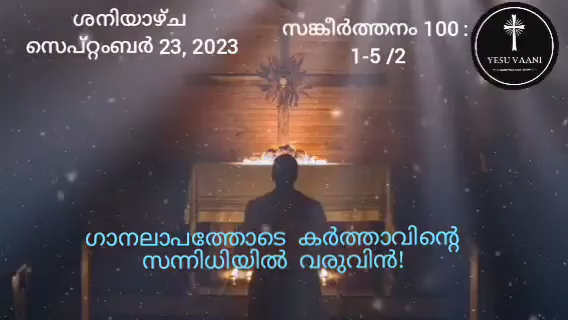 ശനിയാഴ്ച
സെപ്റ്റംബർ 23, 2023
സങ്കീർത്തനം 100 :
1-5 /2
YESU VAANI
ഗാനലാപത്തോടെ കർത്താവിന്റെ
സന്നിധിയിൽ വരുവിൻ!